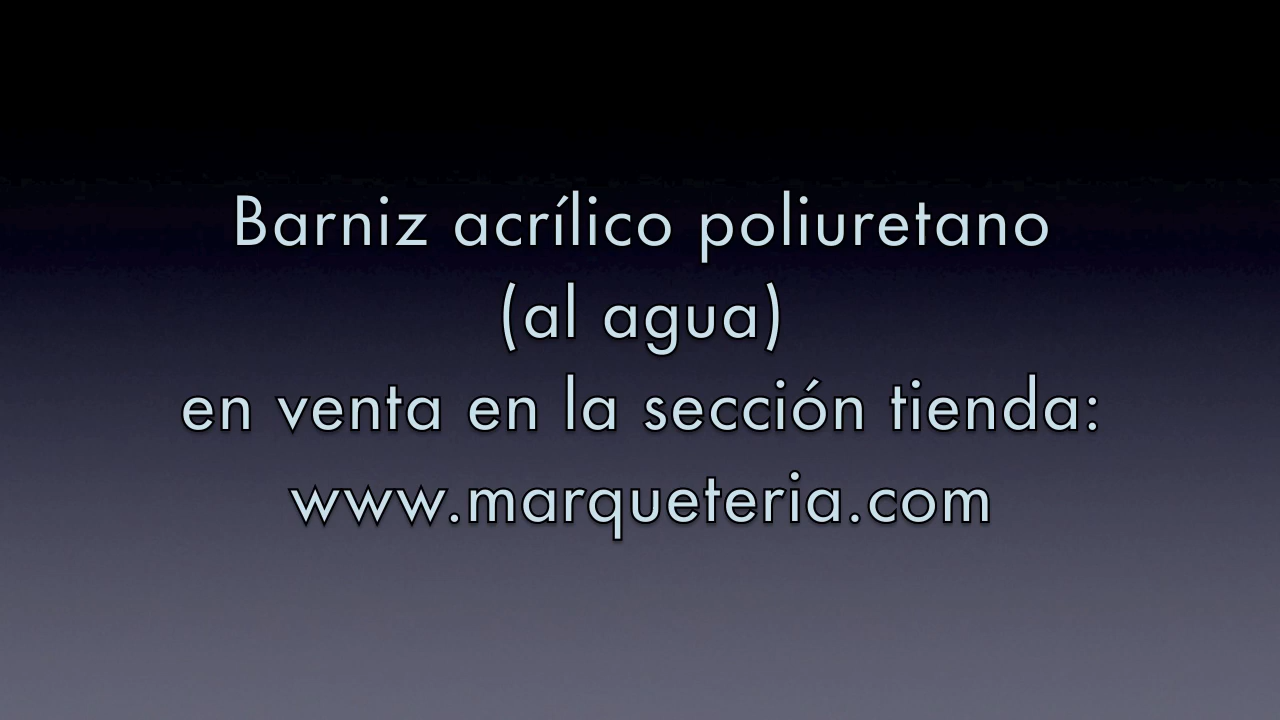 Barniz acrílico poliuretano
(al agua)
en venta en la sección tienda:
www.marqueteria.com